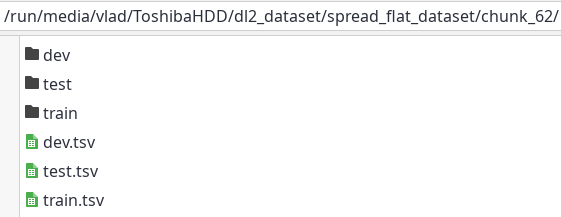 /run/media/vlad/ToshibaHDD/dl2_dataset/spread_flat_dataset/chunk_62/
dev
test
train
dev.tsv
test.tsv
train.tsv